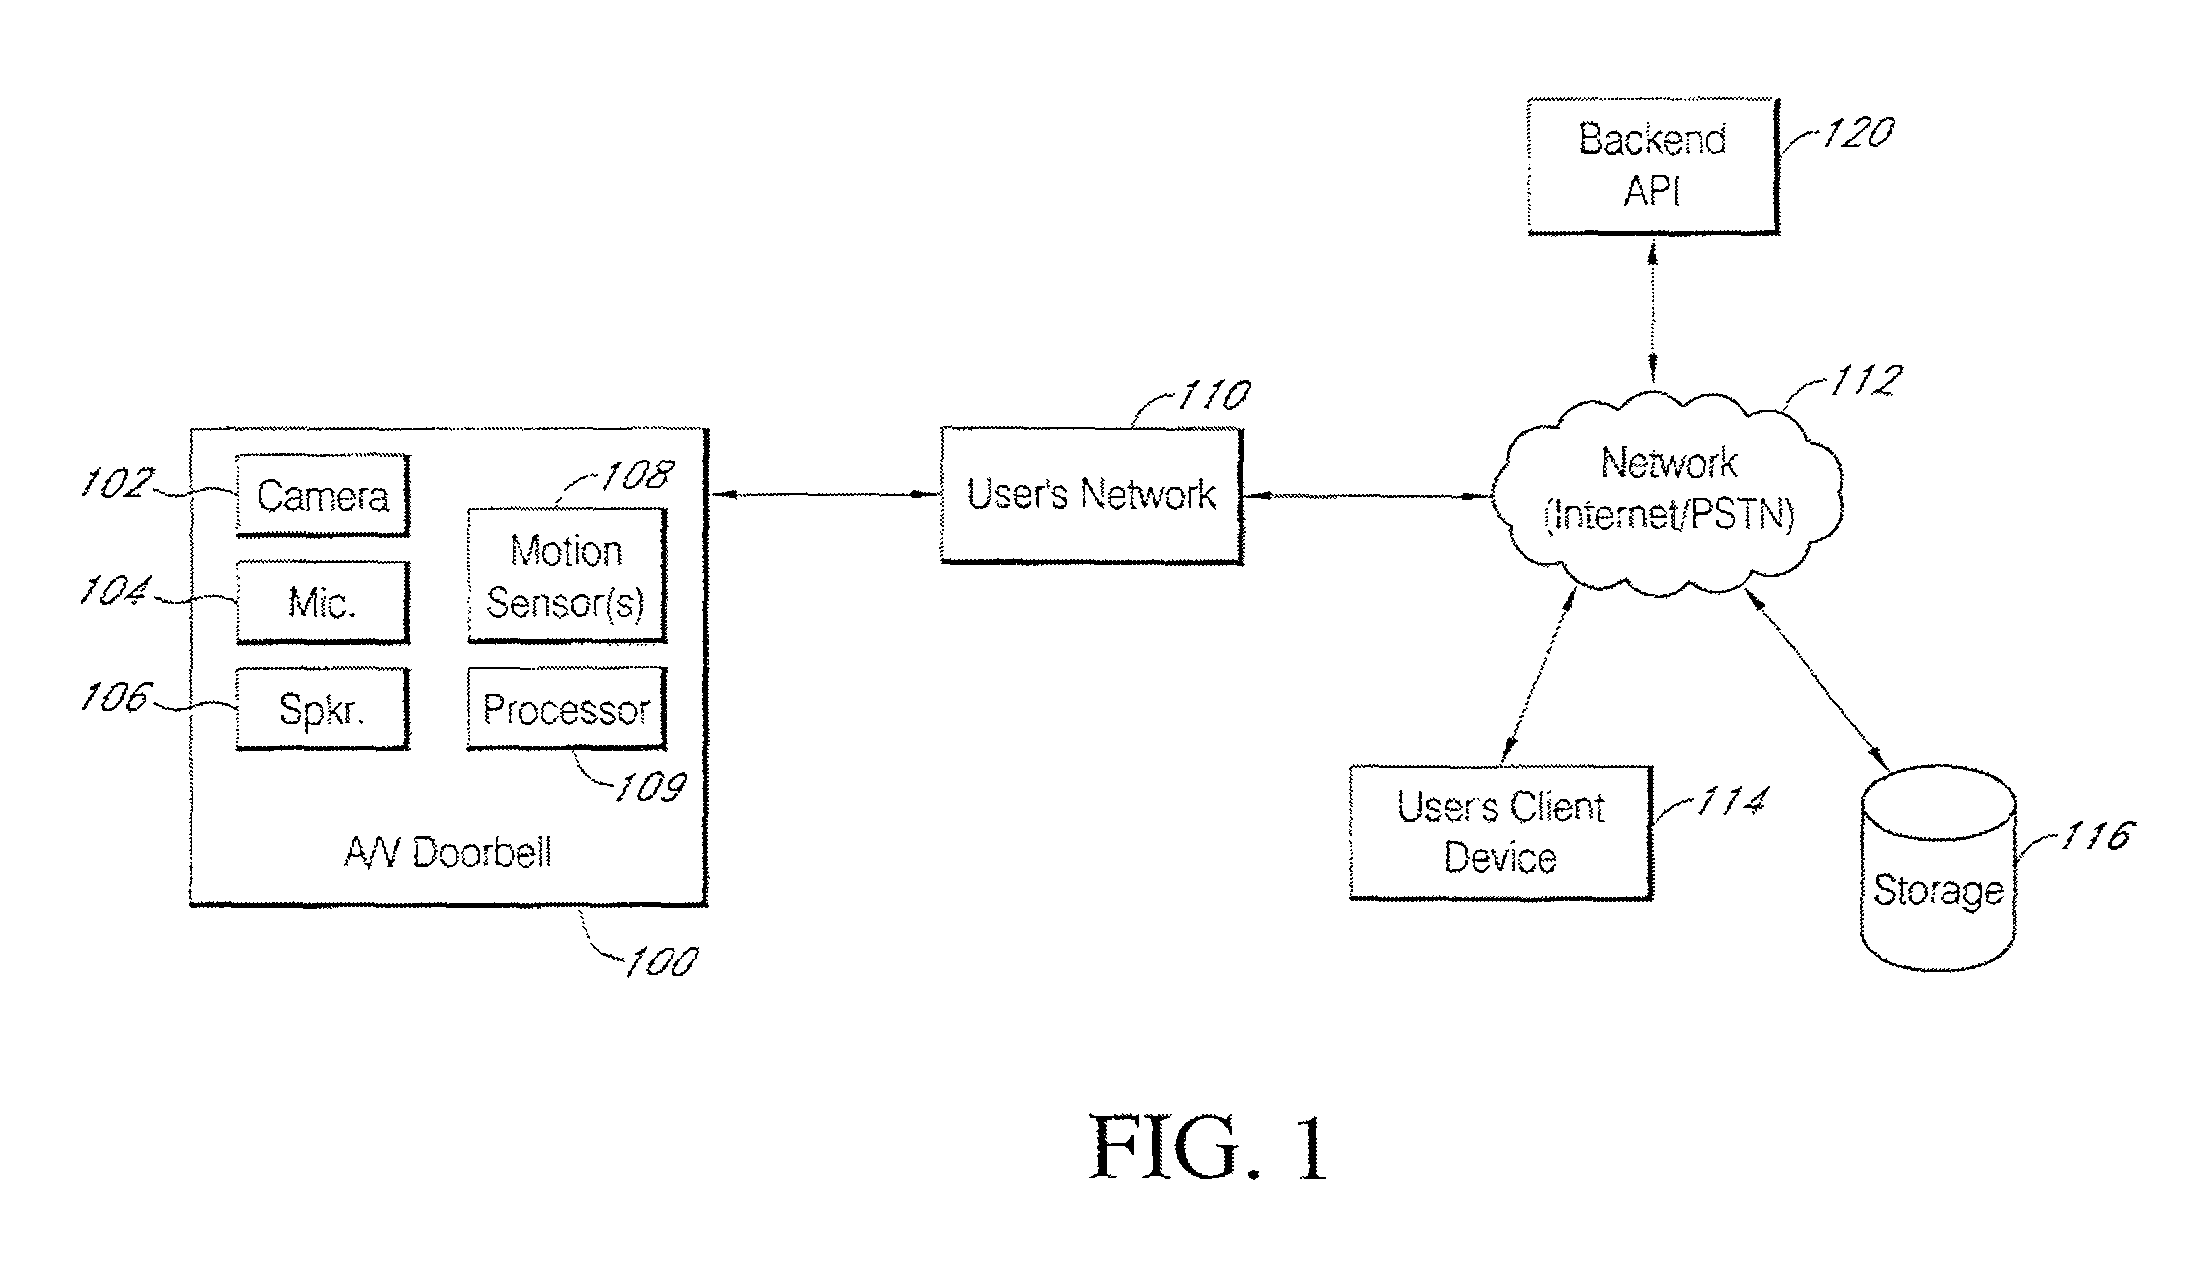 Backend
API
120
112
Network
(Internet/PSTN)
110
User's Network
102
Camera
108
Motion
Sensor(s)
104
Mic.
106
Spkr.
Processor
109
A/V Doorbell
100
User's Client
Device
114
Storage
116
FIG. 1